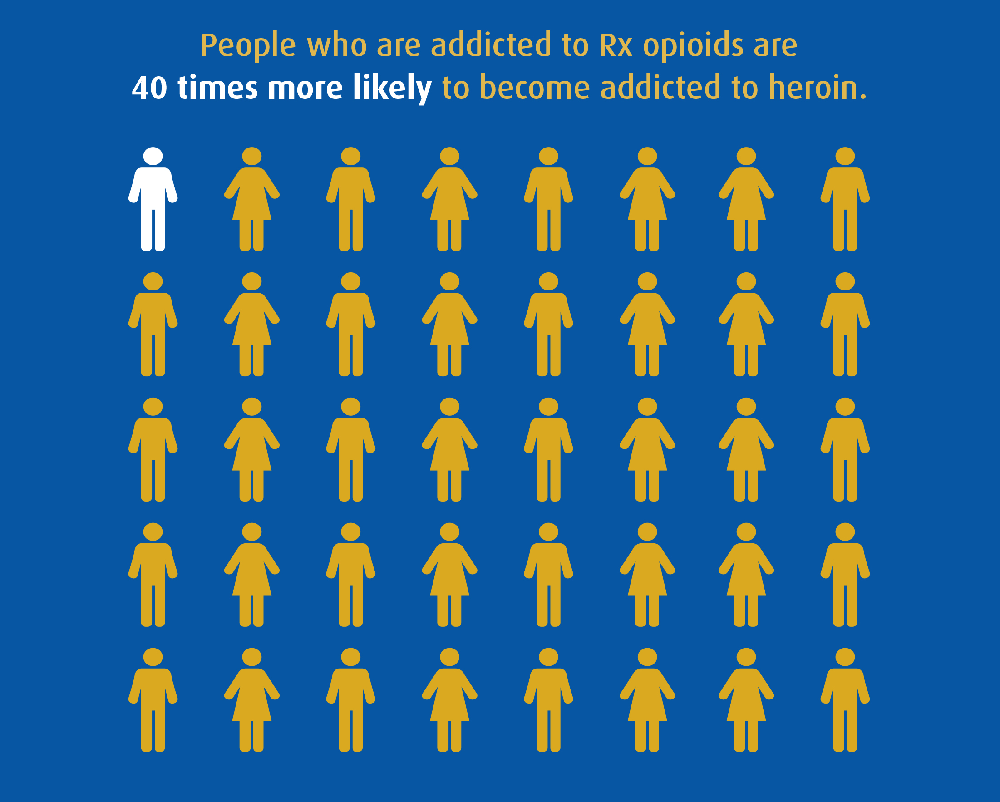 People who are addicted to Rx opioids are
40 times more likely to become addicted to heroin.